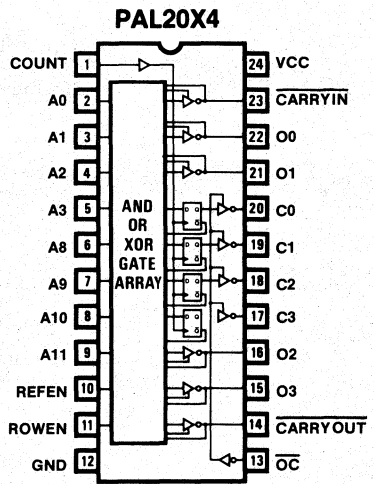 PAL20X4
COUNT 1 24 VCC
A0 2 23 CARRYIN
A1 3 22 O0
A2 4 21 O1
A3 5 20 C0
A8 6 19 C1
A9 7 18 C2
A10 8 17 C3
A11 9 16 O2
REFEN 10 15 O3
ROWEN 11 14 CARRYOUT
GND 12 13 OC
AND
OR
XOR
GATE
ARRAY